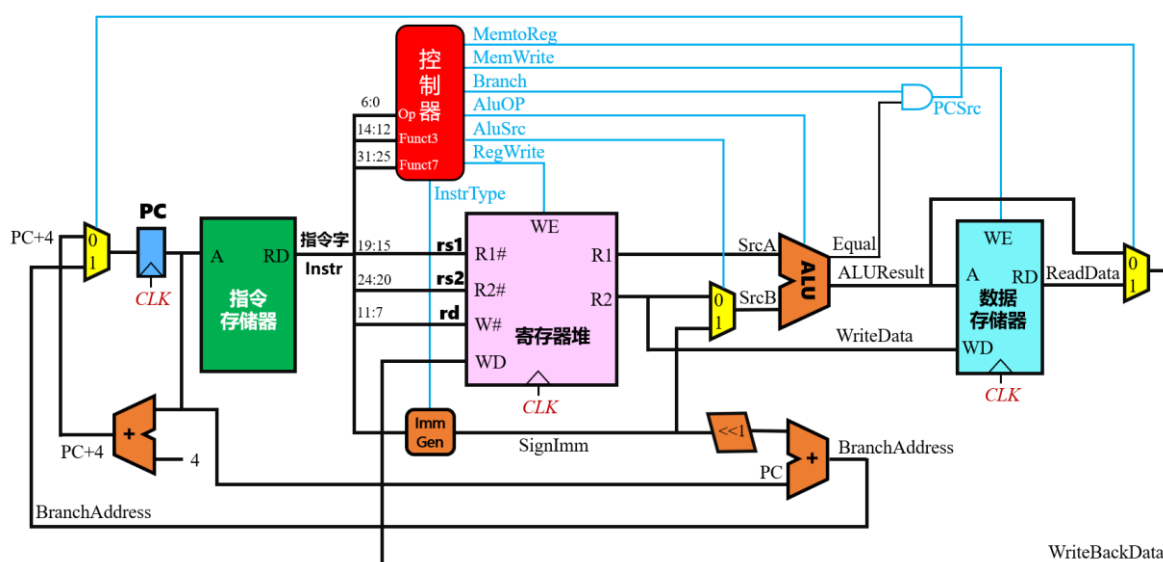 MemtoReg
MemWrite
Branch
AluOP
AluSrc
RegWrite
InstrType
控制器
Op
Funct3
Funct7
6:0
14:12
31:25
PCSrc
PC+4
0
1
PC
CLK
A
RD
指令
存储器
指令字
Instr
19:15
rs1
24:20
rs2
11:7
rd
WE
R1#
R1
R2#
R2
W#
寄存器堆
WD
CLK
0
1
SrcA
SrcB
ALU
Equal
ALUResult
WriteData
WE
A
RD
数据
存储器
WD
CLK
ReadData
0
1
Imm
Gen
SignImm
<<1
PC
+
BranchAddress
PC+4
+
4
BranchAddress
WriteBackData